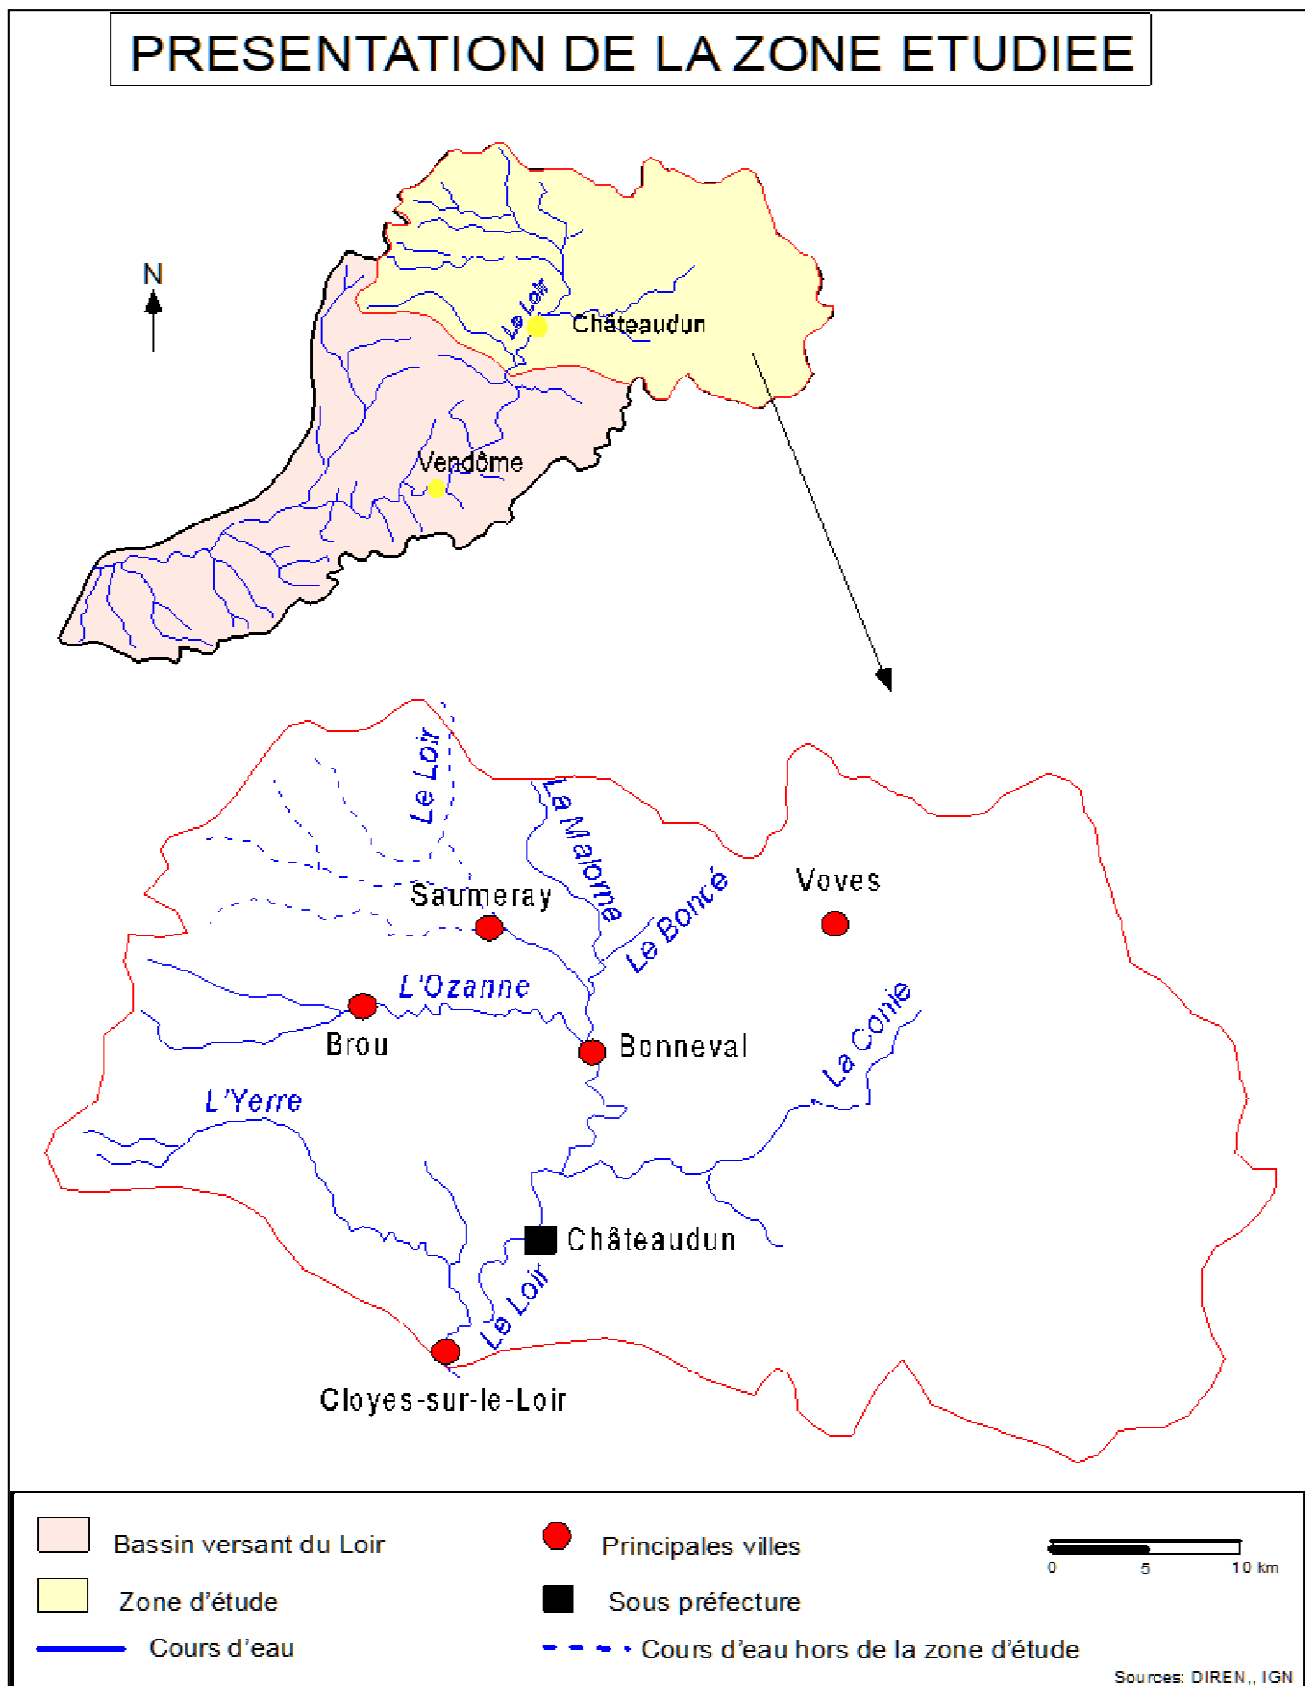 PRESENTATION DE LA ZONE ETUDIEE
N
Le Loir
Châteaudun
Vendôme
Le Loir
La Malorne
Saumeray
Le Boncé
Voves
L'Ozanne
Brou
Bonneval
La Conie
L'Yerre
Châteaudun
Le Loir
Cloyes-sur-le-Loir
Bassin versant du Loir
Principales villes
0 5 10 km
Zone d'étude
Sous préfecture
Cours d'eau
Cours d'eau hors de la zone d'étude
Sources: DIREN,, IGN